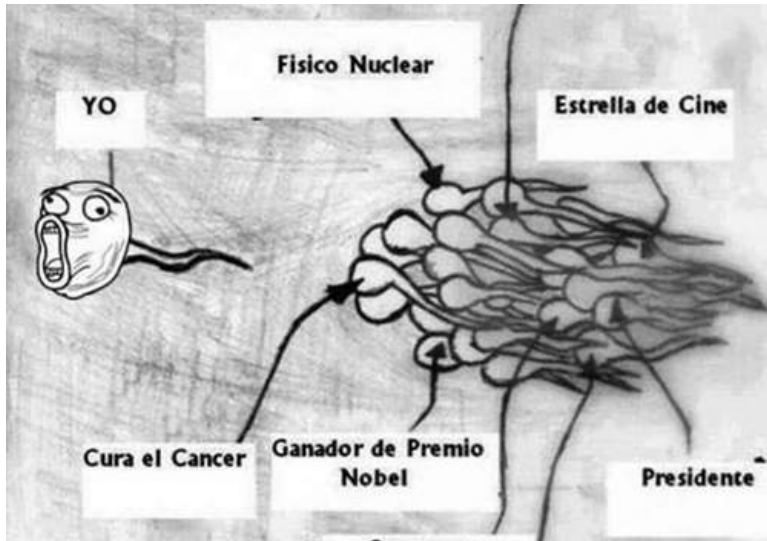 Fisico Nuclear
YO
Estrella de Cine
Cura el Cancer
Ganador de Premio
Nobel
Presidente